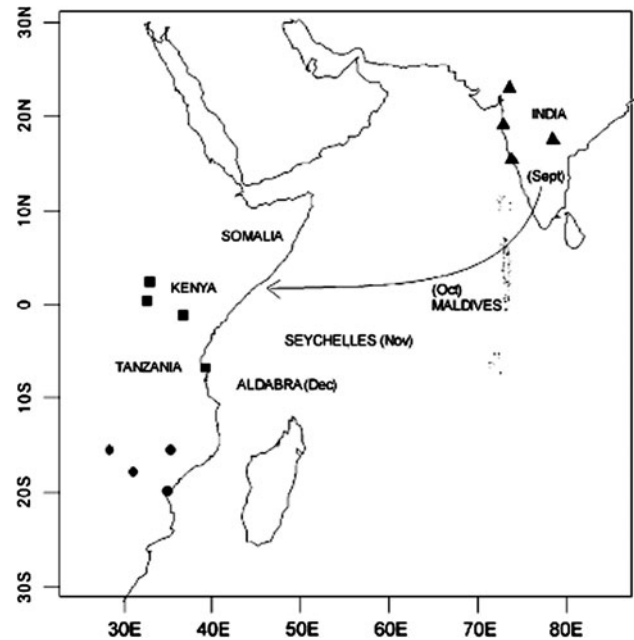 30N
20N
10N
0
10S
20S
30S
INDIA
(Sept)
SOMALIA
KENYA
(Oct)
MALDIVES
SEYCHELLES (Nov)
TANZANIA
ALDABRA (Dec)
30E 40E 50E 60E 70E 80E